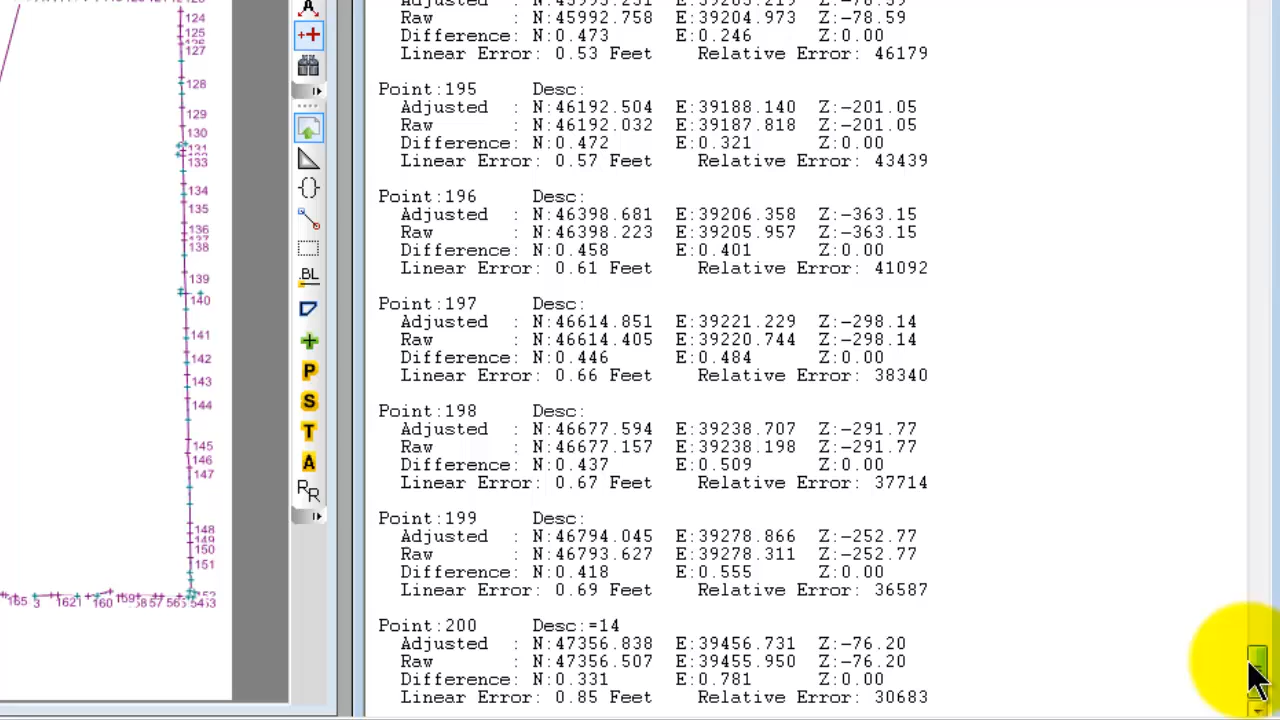 124
125
127
128
129
130
131
133
134
135
136
138
139
140
141
142
143
144
145
146
147
148
149
150
151
165 3 1621 160
A
.BL
P
S
T
A
RR
Raw : N:45992.758 E:39204.973 Z:-78.59
Difference: N:0.473 E:0.246 Z:0.00
Linear Error: 0.53 Feet Relative Error: 46179
Point:195 Desc:
Adjusted : N:46192.504 E:39188.140 Z:-201.05
Raw : N:46192.032 E:39187.818 Z:-201.05
Difference: N:0.472 E:0.321 Z:0.00
Linear Error: 0.57 Feet Relative Error: 43439
Point:196 Desc:
Adjusted : N:46398.681 E:39206.358 Z:-363.15
Raw : N:46398.223 E:39205.957 Z:-363.15
Difference: N:0.458 E:0.401 Z:0.00
Linear Error: 0.61 Feet Relative Error: 41092
Point:197 Desc:
Adjusted : N:46614.851 E:39221.229 Z:-298.14
Raw : N:46614.405 E:39220.744 Z:-298.14
Difference: N:0.446 E:0.484 Z:0.00
Linear Error: 0.66 Feet Relative Error: 38340
Point:198 Desc:
Adjusted : N:46677.594 E:39238.707 Z:-291.77
Raw : N:46677.157 E:39238.198 Z:-291.77
Difference: N:0.437 E:0.509 Z:0.00
Linear Error: 0.67 Feet Relative Error: 37714
Point:199 Desc:
Adjusted : N:46794.045 E:39278.866 Z:-252.77
Raw : N:46793.627 E:39278.311 Z:-252.77
Difference: N:0.418 E:0.555 Z:0.00
Linear Error: 0.69 Feet Relative Error: 36587
Point:200 Desc:=14
Adjusted : N:47356.838 E:39456.731 Z:-76.20
Raw : N:47356.507 E:39455.950 Z:-76.20
Difference: N:0.331 E:0.781 Z:0.00
Linear Error: 0.85 Feet Relative Error: 30683